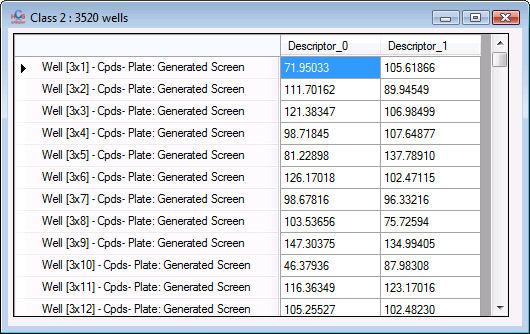 Class 2 : 3520 wells
Descriptor_0 Descriptor_1
Well [3x1] - Cpds- Plate: Generated Screen 71.95033 105.61866
Well [3x2] - Cpds- Plate: Generated Screen 111.70162 89.94549
Well [3x3] - Cpds- Plate: Generated Screen 121.38347 106.98499
Well [3x4] - Cpds- Plate: Generated Screen 98.71845 107.64877
Well [3x5] - Cpds- Plate: Generated Screen 81.22898 137.78910
Well [3x6] - Cpds- Plate: Generated Screen 126.17018 102.47115
Well [3x7] - Cpds- Plate: Generated Screen 98.67816 96.33216
Well [3x8] - Cpds- Plate: Generated Screen 103.53656 75.72594
Well [3x9] - Cpds- Plate: Generated Screen 147.30375 134.99405
Well [3x10] - Cpds- Plate: Generated Screen 46.37936 87.98308
Well [3x11] - Cpds- Plate: Generated Screen 116.36349 123.17016
Well [3x12] - Cpds- Plate: Generated Screen 105.25527 102.48230